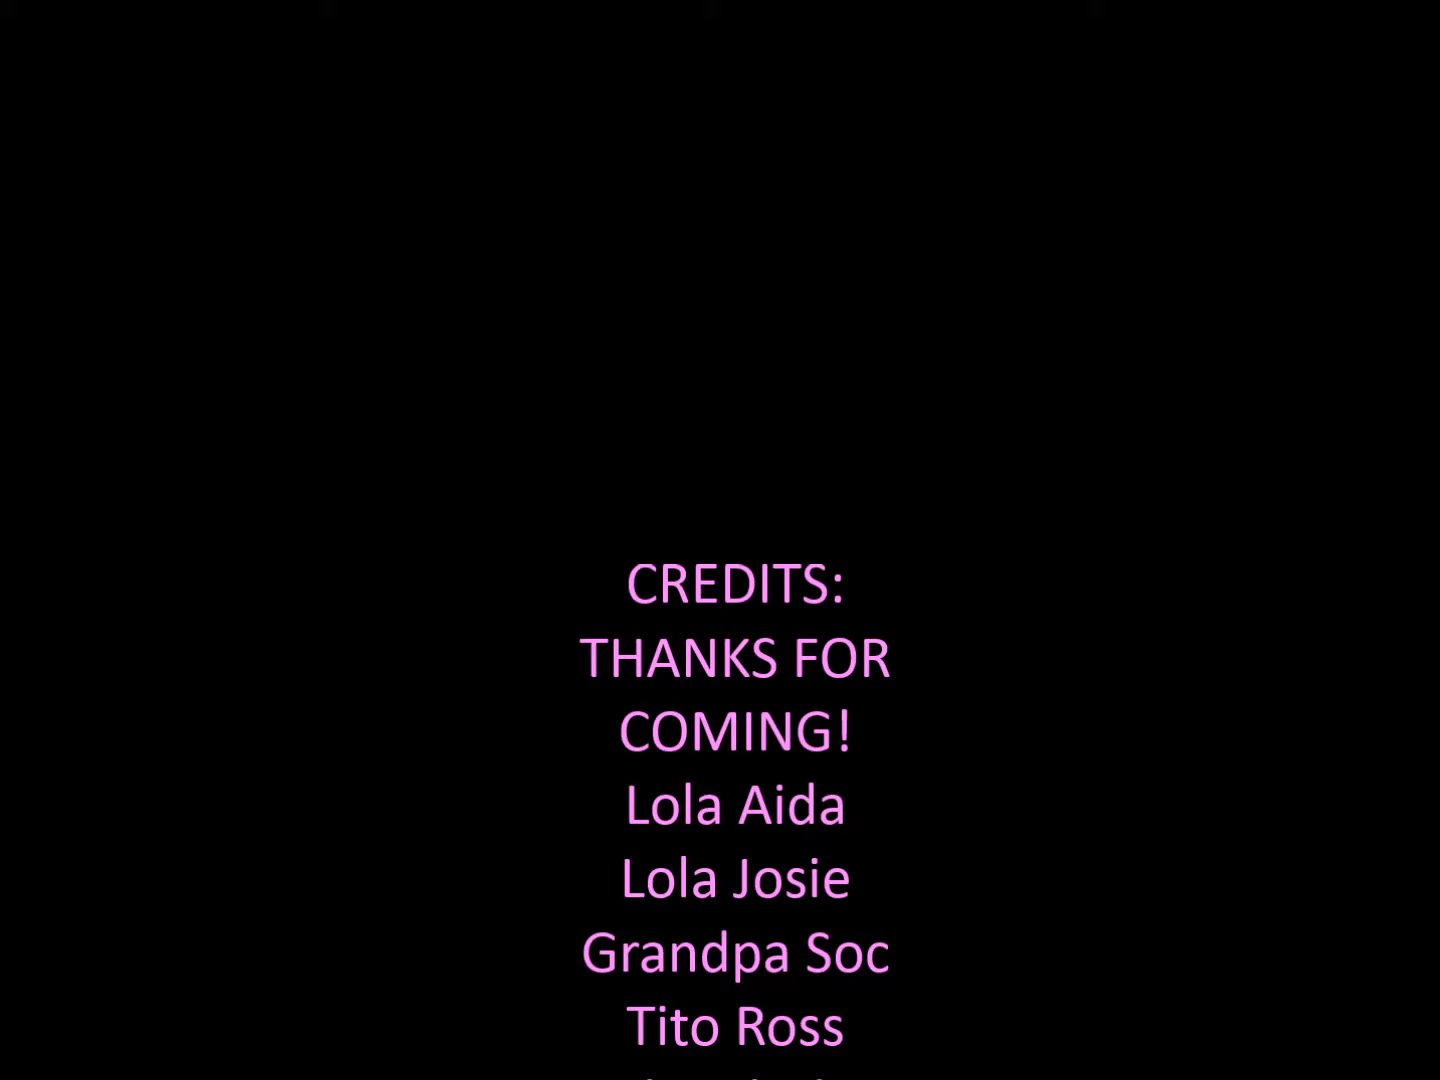 CREDITS:
THANKS FOR
COMING!
Lola Aida
Lola Josie
Grandpa Soc
Tito Ross